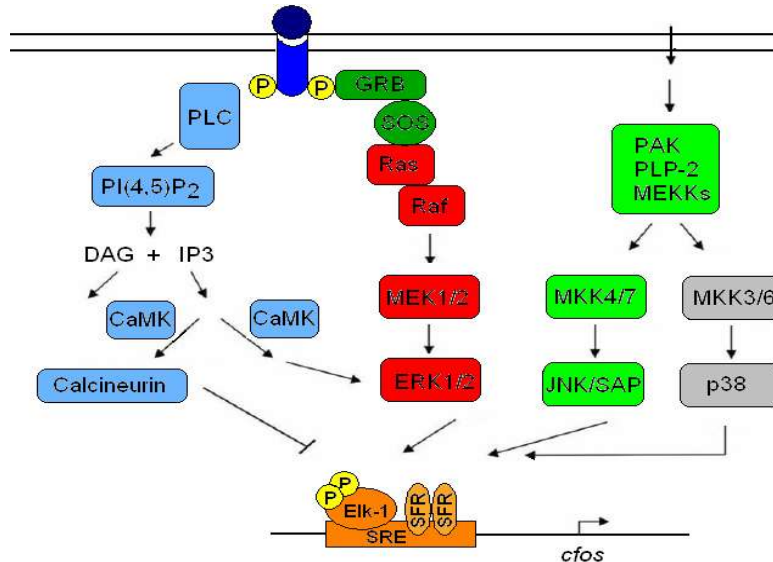 P
P
GRB
PLC
SOS
Ras
Raf
PI(4,5)P2
DAG + IP3
CaMK
CaMK
Calcineurin
MEK1/2
ERK1/2
PAK
PLP-2
MEKKs
MKK4/7
MKK3/6
JNK/SAP
p38
P
P
Elk-1
SFR
SFR
SRE
cfos